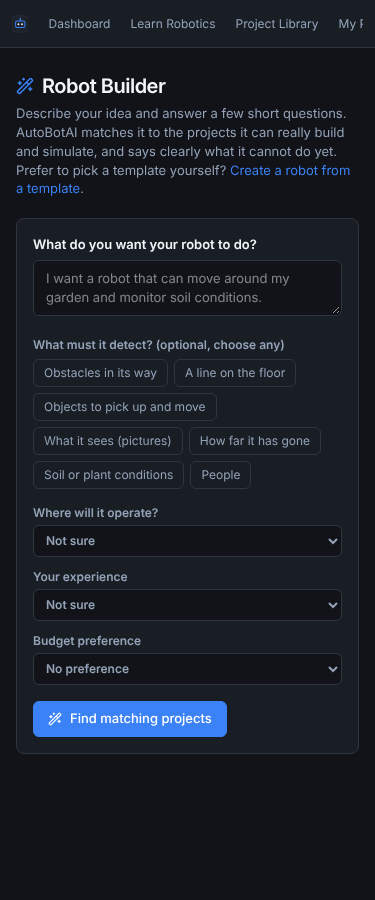 Dashboard Learn Robotics Project Library My
Robot Builder
Describe your idea and answer a few short questions.
AutoBotAI matches it to the projects it can really build
and simulate, and says clearly what it cannot do yet.
Prefer to pick a template yourself? Create a robot from
a template.
What do you want your robot to do?
I want a robot that can move around my
garden and monitor soil conditions.
What must it detect? (optional, choose any)
Obstacles in its way A line on the floor
Objects to pick up and move
What it sees (pictures) How far it has gone
Soil or plant conditions People
Where will it operate?
Not sure
Your experience
Not sure
Budget preference
No preference
Find matching projects